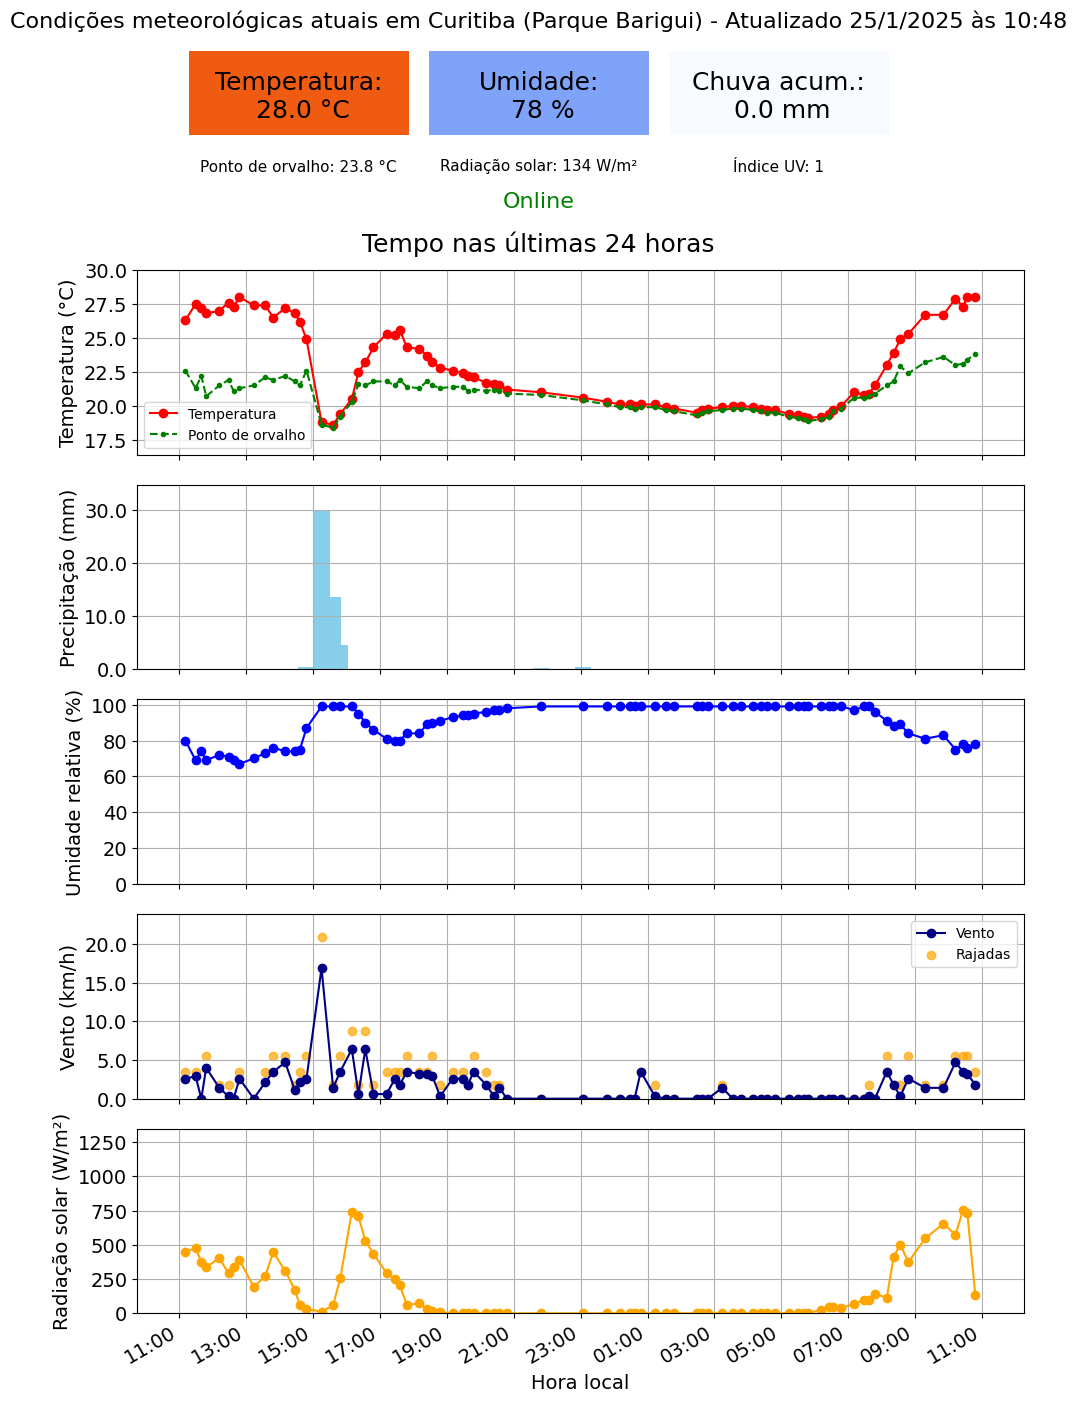 Condições meteorológicas atuais em Curitiba (Parque Barigui) - Atualizado 25/1/2025 às 10:48
Temperatura:
28.0 °C
Umidade:
78 %
Chuva acum.:
0.0 mm
Ponto de orvalho: 23.8 °C
Radiação solar: 134 W/m²
Índice UV: 1
Online
Tempo nas últimas 24 horas
Temperatura (°C)
30.0
27.5
25.0
22.5
20.0
17.5
Temperatura
Ponto de orvalho
Precipitação (mm)
30.0
20.0
10.0
0.0
Umidade relativa (%)
100
80
60
40
20
0
Vento (km/h)
20.0
15.0
10.0
5.0
0.0
Vento
Rajadas
Radiação solar (W/m²)
1250
1000
750
500
250
0
11:00
13:00
15:00
17:00
19:00
21:00
23:00
01:00
03:00
05:00
07:00
09:00
11:00
Hora local